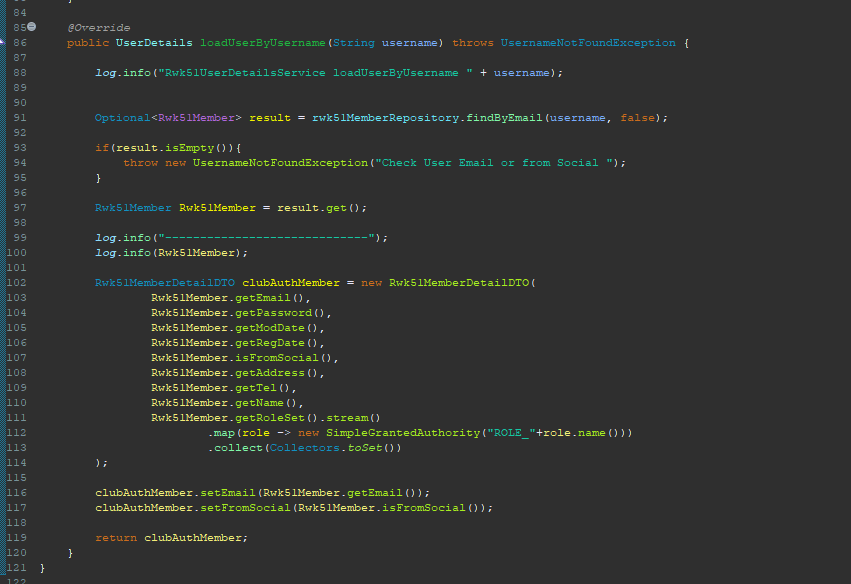 84
85 @Override
86 public UserDetails loadUserByUsername(String username) throws UsernameNotFoundException {
87
88 log.info("Rwk51UserDetailsService loadUserByUsername " + username);
89
90
91 Optional<Rwk51Member> result = rwk51MemberRepository.findByEmail(username, false);
92
93 if(result.isEmpty()){
94 throw new UsernameNotFoundException("Check User Email or from Social ");
95 }
96
97 Rwk51Member Rwk51Member = result.get();
98
99 log.info("-----------------------------");
100 log.info(Rwk51Member);
101
102 Rwk51MemberDetailDTO clubAuthMember = new Rwk51MemberDetailDTO(
103 Rwk51Member.getEmail(),
104 Rwk51Member.getPassword(),
105 Rwk51Member.getModDate(),
106 Rwk51Member.getRegDate(),
107 Rwk51Member.isFromSocial(),
108 Rwk51Member.getAddress(),
109 Rwk51Member.getTel(),
110 Rwk51Member.getName(),
111 Rwk51Member.getRoleSet().stream()
112 .map(role -> new SimpleGrantedAuthority("ROLE_"+role.name()))
113 .collect(Collectors.toSet())
114 );
115
116 clubAuthMember.setEmail(Rwk51Member.getEmail());
117 clubAuthMember.setFromSocial(Rwk51Member.isFromSocial());
118
119 return clubAuthMember;
120 }
121 }
122